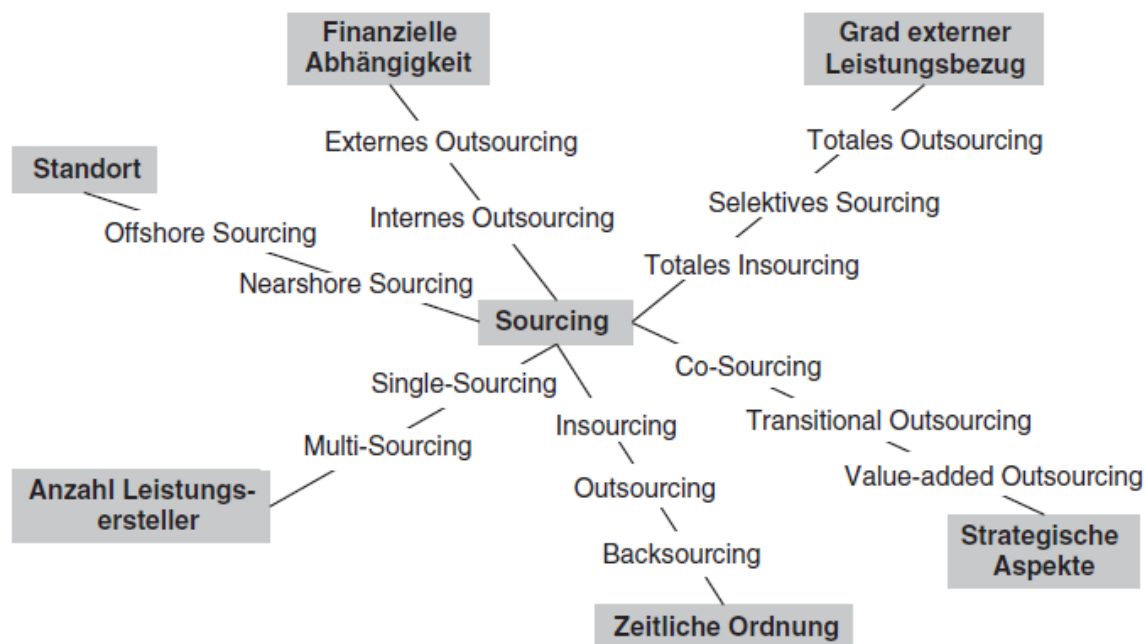 Finanzielle
Abhängigkeit
Grad externer
Leistungsbezug
Externes Outsourcing
Totales Outsourcing
Standort
Selektives Sourcing
Internes Outsourcing
Offshore Sourcing
Totales Insourcing
Nearshore Sourcing
Sourcing
Co-Sourcing
Single-Sourcing
Transitional Outsourcing
Insourcing
Multi-Sourcing
Value-added Outsourcing
Anzahl Leistungs-
ersteller
Outsourcing
Strategische
Aspekte
Backsourcing
Zeitliche Ordnung